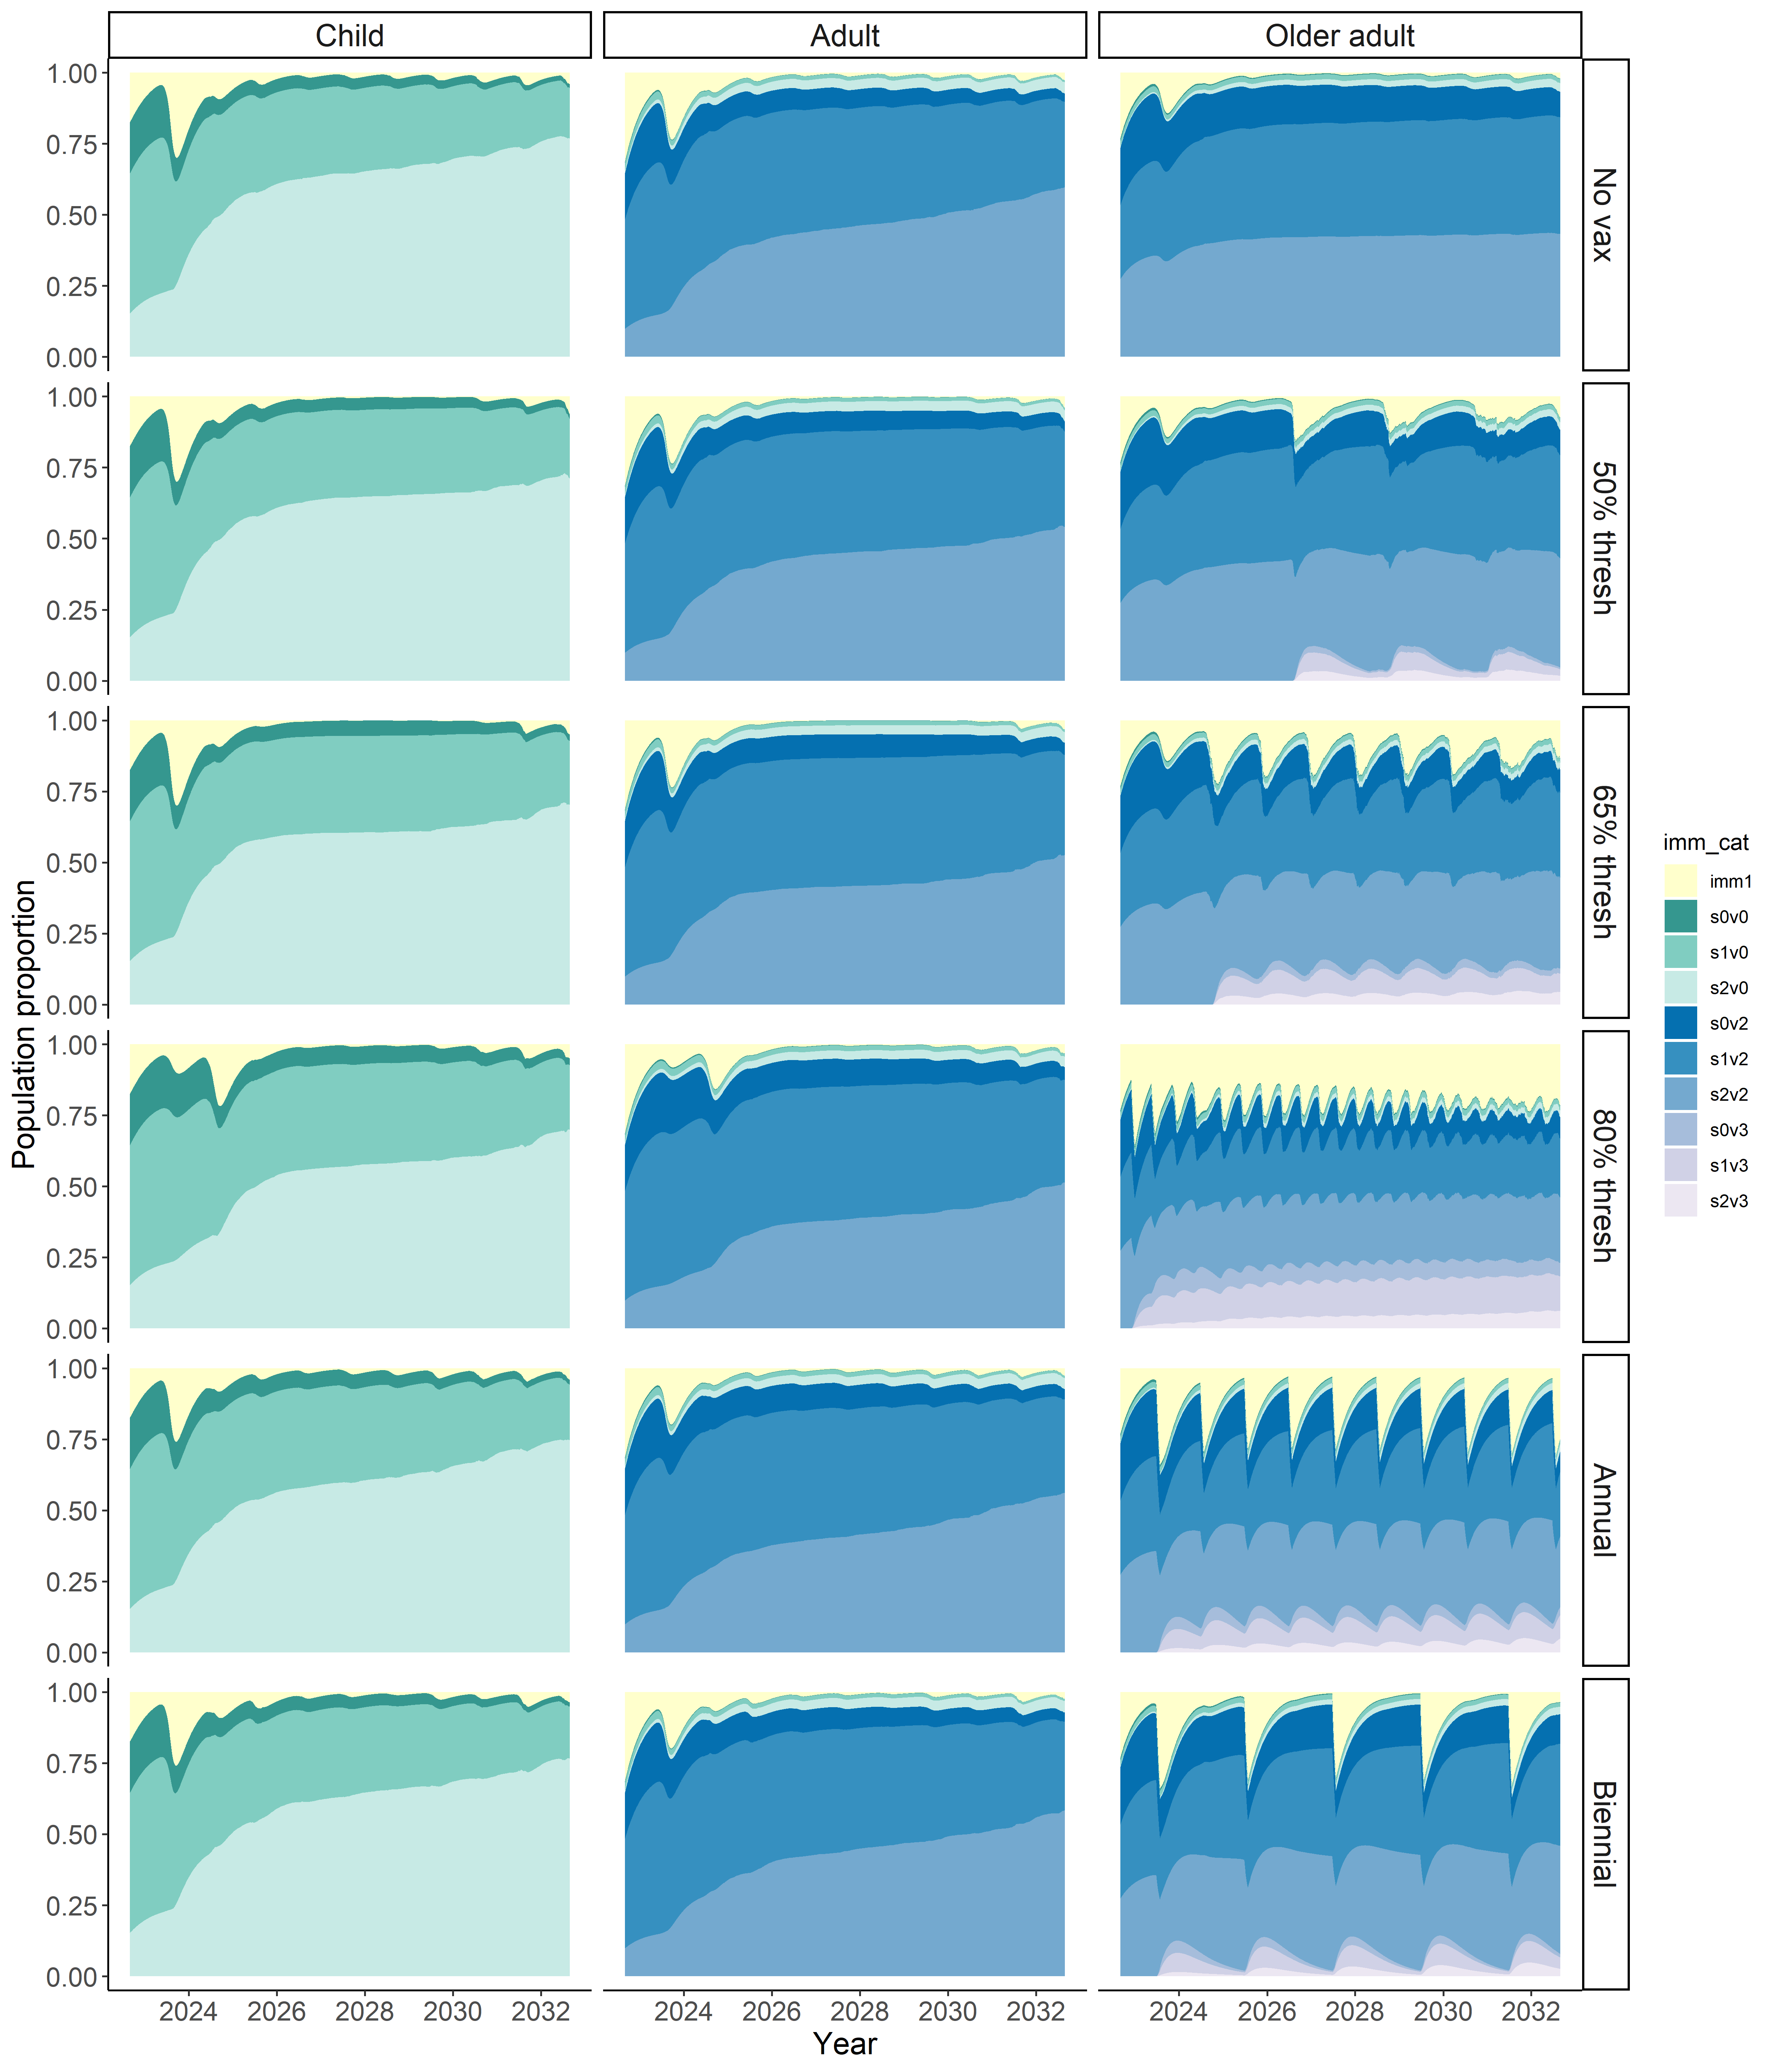 Child
Adult
Older adult
1.00
0.75
0.50
0.25
0.00
No vax
1.00
0.75
0.50
0.25
0.00
50% thresh
1.00
0.75
0.50
0.25
0.00
65% thresh
1.00
0.75
0.50
0.25
0.00
80% thresh
1.00
0.75
0.50
0.25
0.00
Annual
1.00
0.75
0.50
0.25
0.00
Biennial
2024 2026 2028 2030 2032
2024 2026 2028 2030 2032
2024 2026 2028 2030 2032
Year
Population proportion
imm_cat
imm1
s0v0
s1v0
s2v0
s0v2
s1v2
s2v2
s0v3
s1v3
s2v3